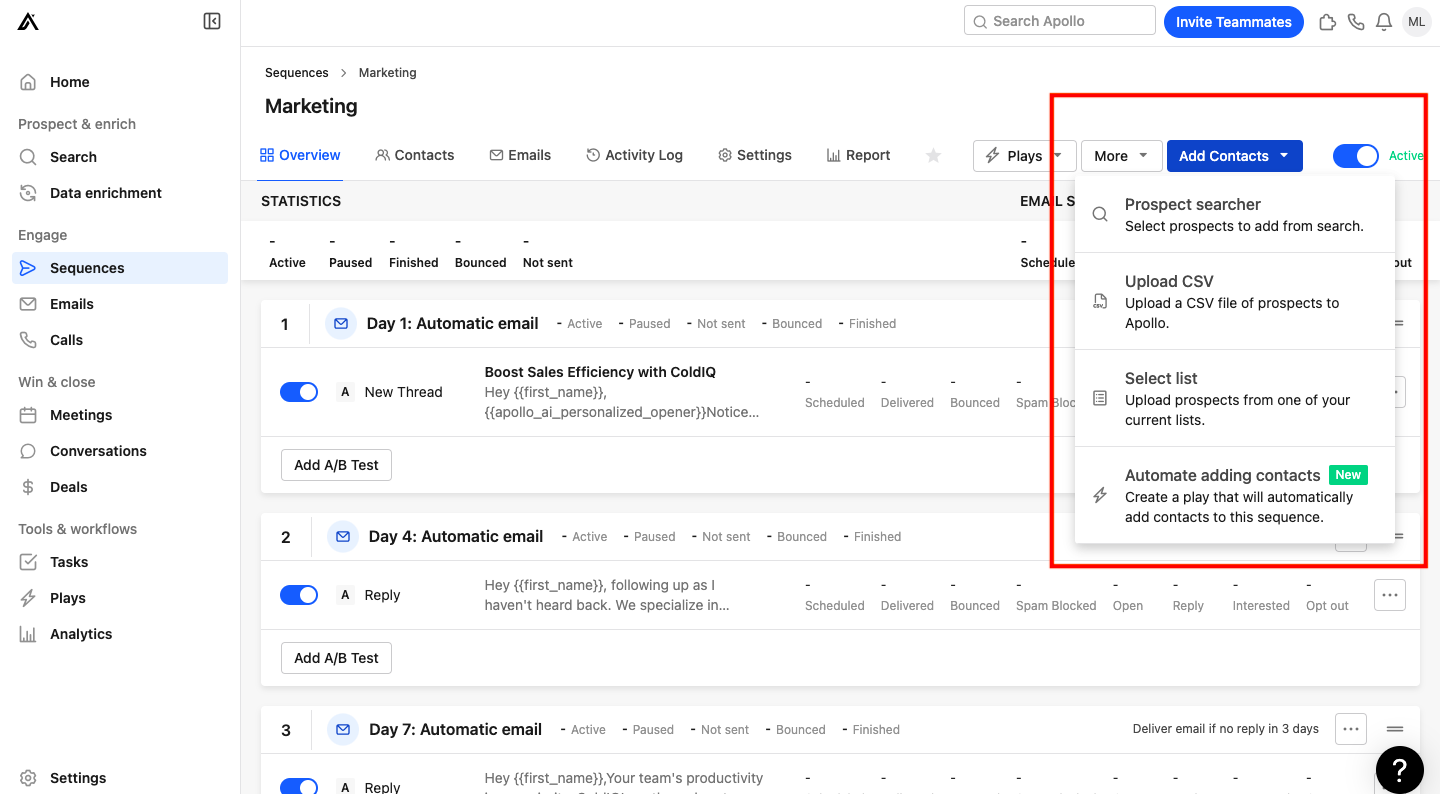 Search Apollo
Invite Teammates
ML
Home
Prospect & enrich
Search
Data enrichment
Engage
Sequences
Emails
Calls
Win & close
Meetings
Conversations
Deals
Tools & workflows
Tasks
Plays
Analytics
Settings
Sequences > Marketing
Marketing
Overview
Contacts
Emails
Activity Log
Settings
Report
Plays
More
Add Contacts
Active
STATISTICS
EMAIL S
- - - - -
Active Paused Finished Bounced Not sent
-
Schedule
out
Prospect searcher
Select prospects to add from search.
CSV
Upload CSV
Upload a CSV file of prospects to
Apollo.
Select list
Upload prospects from one of your
current lists.
Automate adding contacts New
Create a play that will automatically
add contacts to this sequence.
1 Day 1: Automatic email - Active - Paused - Not sent - Bounced - Finished
A New Thread
Boost Sales Efficiency with ColdIQ
Hey {{first_name}},
{{apollo_ai_personalized_opener}}Notice...
- - - -
Scheduled Delivered Bounced Spam Bloc
Add A/B Test
2 Day 4: Automatic email - Active - Paused - Not sent - Bounced - Finished
A Reply
Hey {{first_name}}, following up as I
haven't heard back. We specialize in...
- - - - - - - -
Scheduled Delivered Bounced Spam Blocked Open Reply Interested Opt out
...
Add A/B Test
3 Day 7: Automatic email - Active - Paused - Not sent - Bounced - Finished
Deliver email if no reply in 3 days
...
A Reply
Hey {{first_name}},Your team's productivity
- - - - - - - -
?